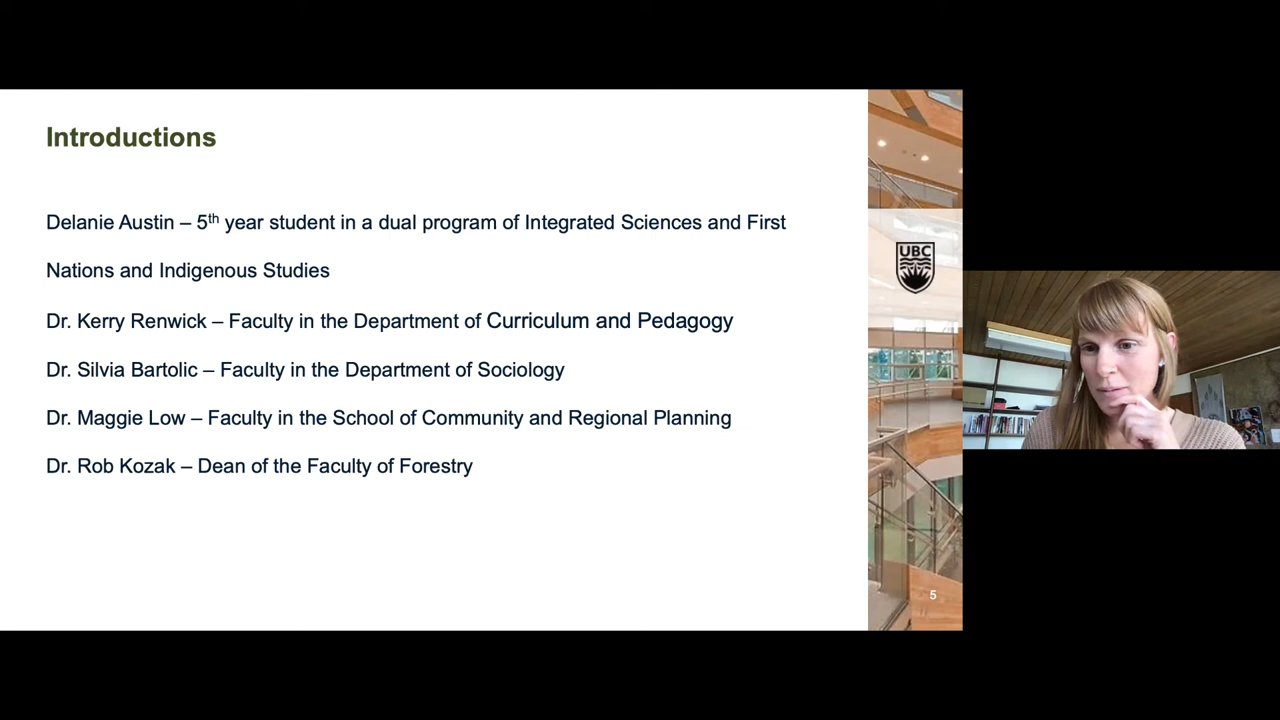 Introductions
Delanie Austin – 5th year student in a dual program of Integrated Sciences and First
Nations and Indigenous Studies
Dr. Kerry Renwick – Faculty in the Department of Curriculum and Pedagogy
Dr. Silvia Bartolic – Faculty in the Department of Sociology
Dr. Maggie Low – Faculty in the School of Community and Regional Planning
Dr. Rob Kozak – Dean of the Faculty of Forestry
UBC
5